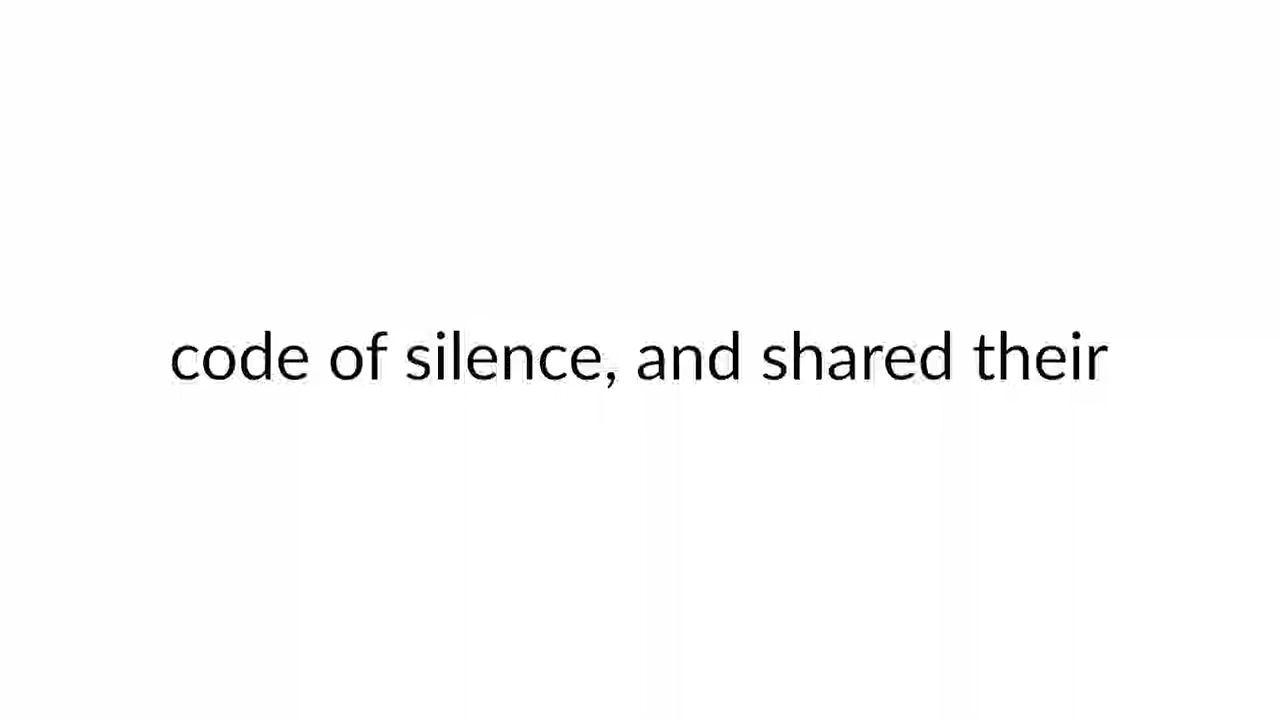 code of silence, and shared their